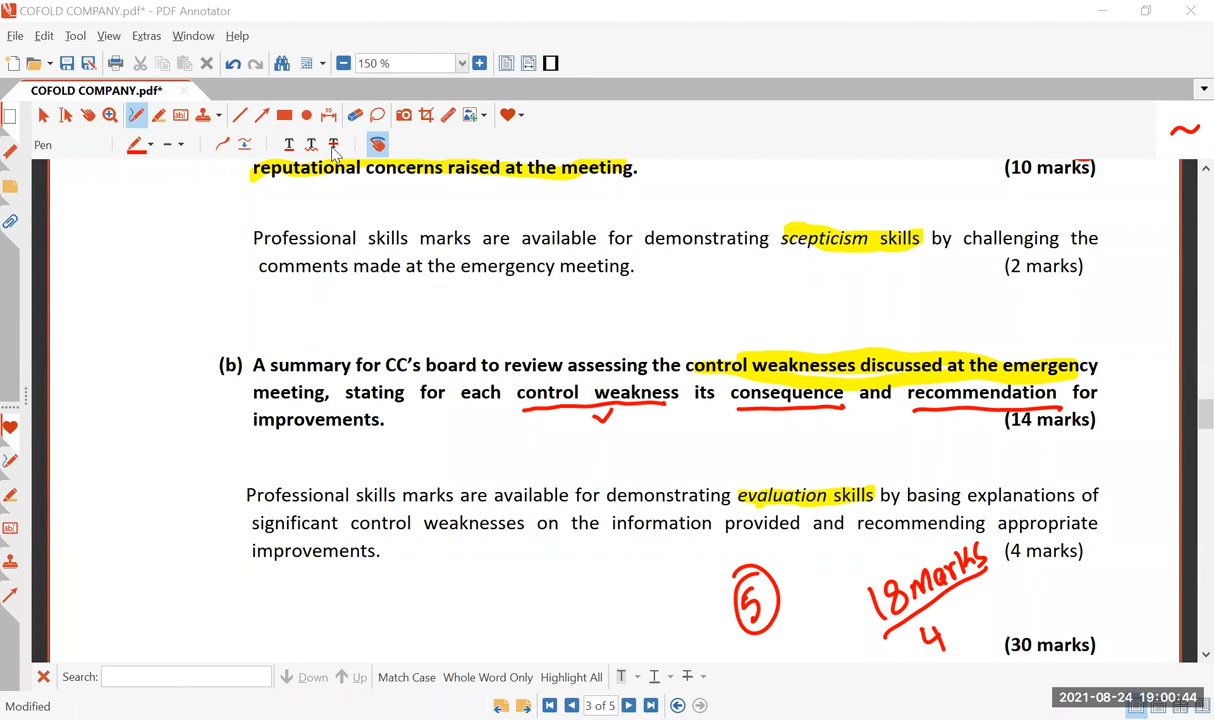 COFOLD COMPANY.pdf* - PDF Annotator
File Edit Tool View Extras Window Help
150 %
COFOLD COMPANY.pdf*
Pen
reputational concerns raised at the meeting. (10 marks)
Professional skills marks are available for demonstrating scepticism skills by challenging the
comments made at the emergency meeting. (2 marks)
(b) A summary for CC's board to review assessing the control weaknesses discussed at the emergency
meeting, stating for each control weakness its consequence and recommendation for
improvements. (14 marks)
Professional skills marks are available for demonstrating evaluation skills by basing explanations of
significant control weaknesses on the information provided and recommending appropriate
improvements. (4 marks)
5 18 Marks
4
(30 marks)
Search: Down Up Match Case Whole Word Only Highlight All
3 of 5
Modified
2021-08-24 19:00:44